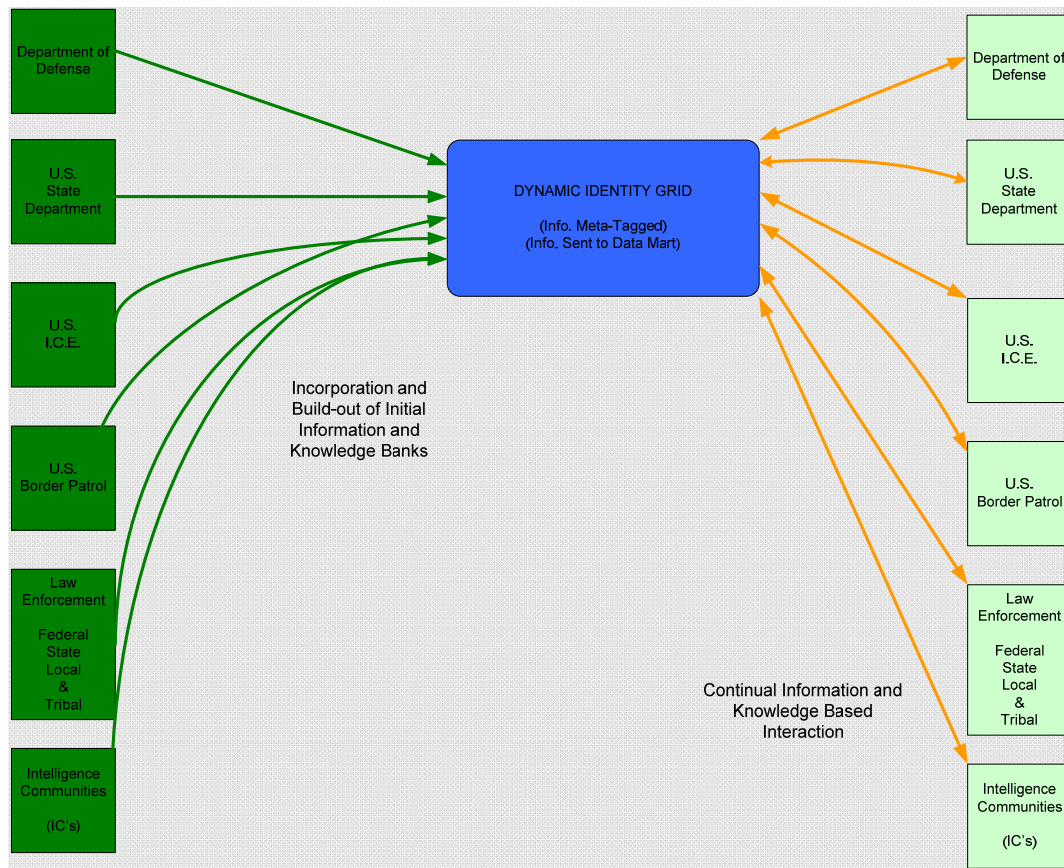 Department of
Defense
U.S.
State
Department
U.S.
I.C.E.
U.S.
Border Patrol
Law
Enforcement
Federal
State
Local
&
Tribal
Intelligence
Communities
(IC's)
DYNAMIC IDENTITY GRID
(Info. Meta-Tagged)
(Info. Sent to Data Mart)
Incorporation and
Build-out of Initial
Information and
Knowledge Banks
Continual Information and
Knowledge Based
Interaction
Department of
Defense
U.S.
State
Department
U.S.
I.C.E.
U.S.
Border Patrol
Law
Enforcement
Federal
State
Local
&
Tribal
Intelligence
Communities
(IC's)